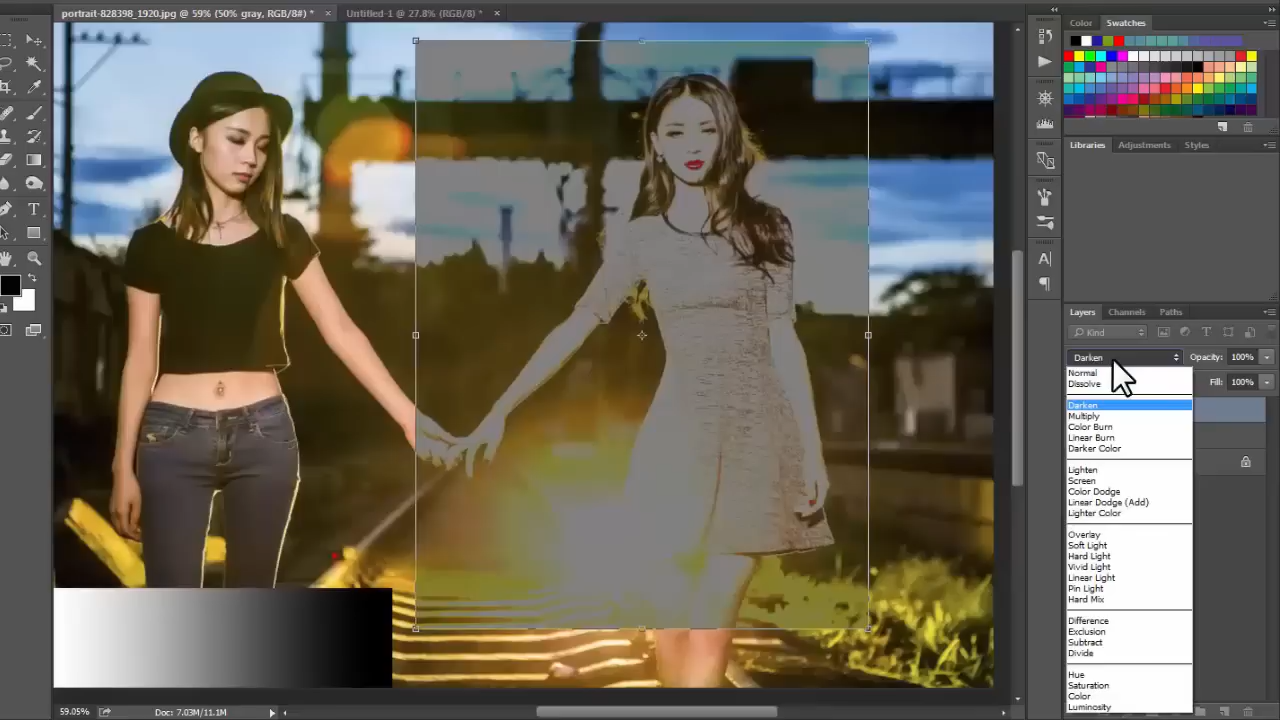 portrait-828398_1920.jpg @ 59% (50% gray, RGB/8#) * ×
Untitled-1 @ 27.8% (RGB/8) * ×
Color Swatches
Libraries Adjustments Styles
Layers Channels Paths
Kind
Darken Opacity: 100%
Fill: 100%
Normal
Dissolve
Darken
Multiply
Color Burn
Linear Burn
Darker Color
Lighten
Screen
Color Dodge
Linear Dodge (Add)
Lighter Color
Overlay
Soft Light
Hard Light
Vivid Light
Linear Light
Pin Light
Hard Mix
Difference
Exclusion
Subtract
Divide
Hue
Saturation
Color
Luminosity
59.05% Doc: 7.03M/11.1M